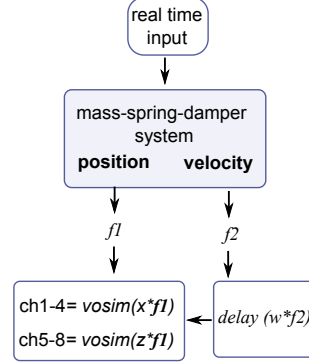 real time
input
mass-spring-damper
system
position velocity
f1 f2
ch1-4= vosim(x*f1)
ch5-8= vosim(z*f1)
delay (w*f2)